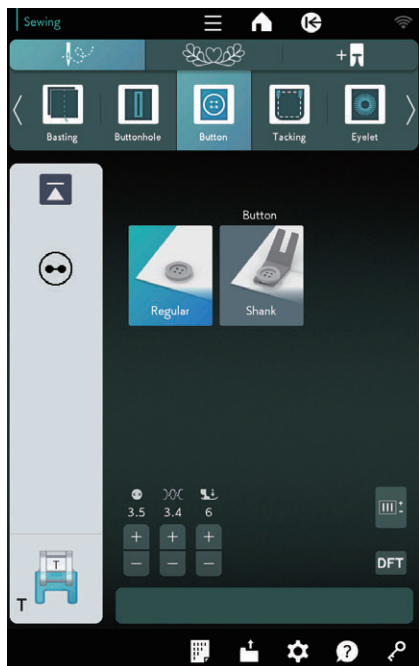 Sewing
Basting Buttonhole Button Tacking Eyelet
Button
Regular Shank
3.5 3.4 6
+ + +
- - -
DFT
T
T
?